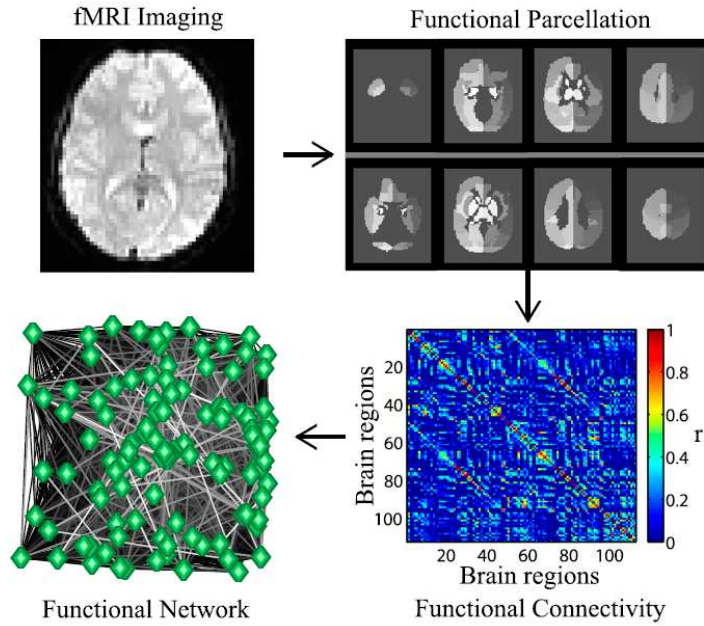 fMRI Imaging
Functional Parcellation
20
40
60
80
100
Brain regions
20 40 60 80 100
Brain regions
1
0.8
0.6
0.4
0.2
0
r
Functional Network
Functional Connectivity